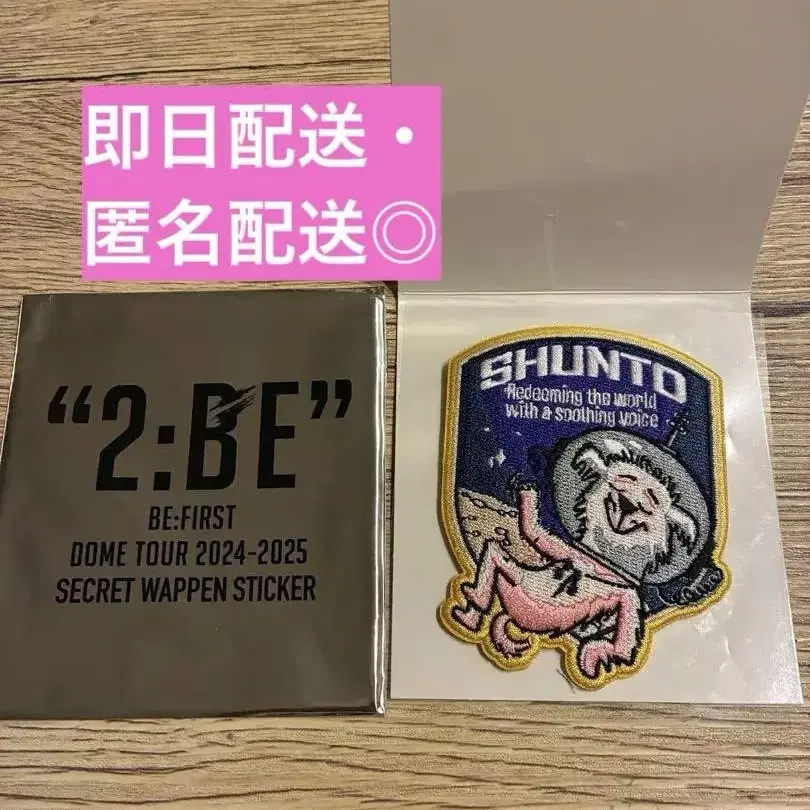 即日配送・
匿名配送◎
“2:BE”
BE:FIRST
DOME TOUR 2024-2025
SECRET WAPPEN STICKER
SHUNTO
Redeeming the world
with a soothing voice